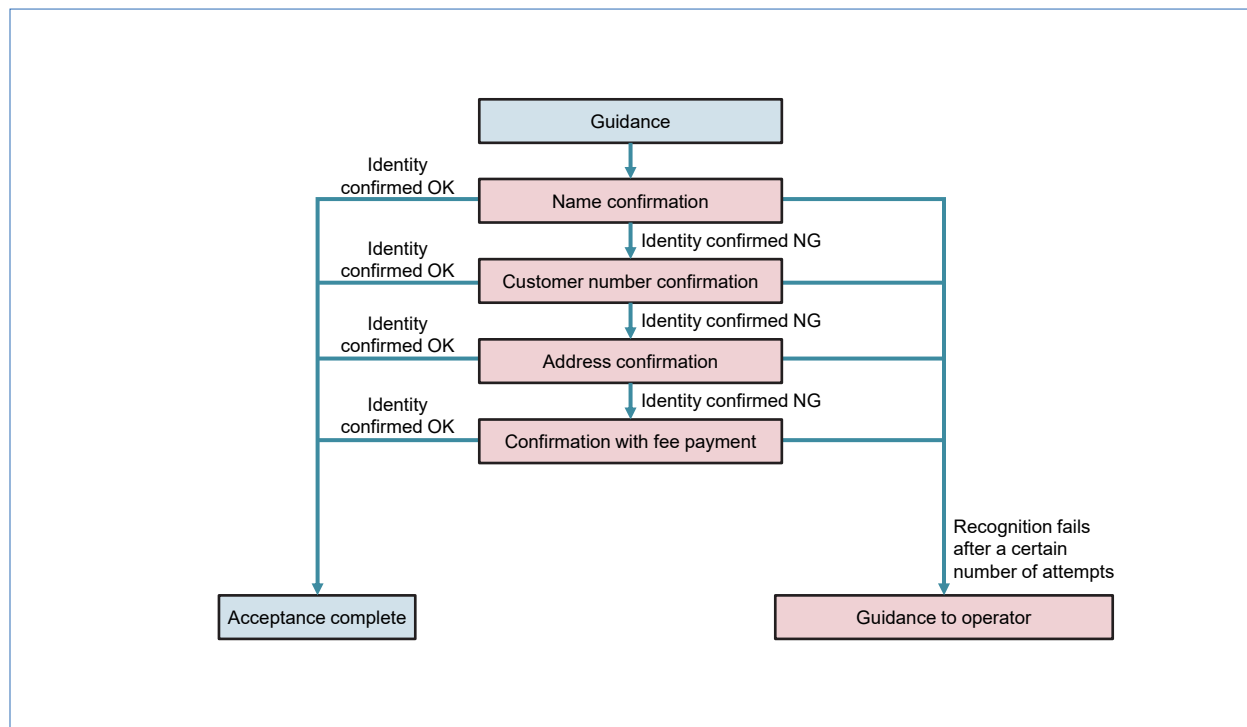 Guidance
Identity
confirmed OK
Name confirmation
Identity confirmed NG
Identity
confirmed OK
Customer number confirmation
Identity confirmed NG
Identity
confirmed OK
Address confirmation
Identity confirmed NG
Identity
confirmed OK
Confirmation with fee payment
Recognition fails
after a certain
number of attempts
Acceptance complete
Guidance to operator